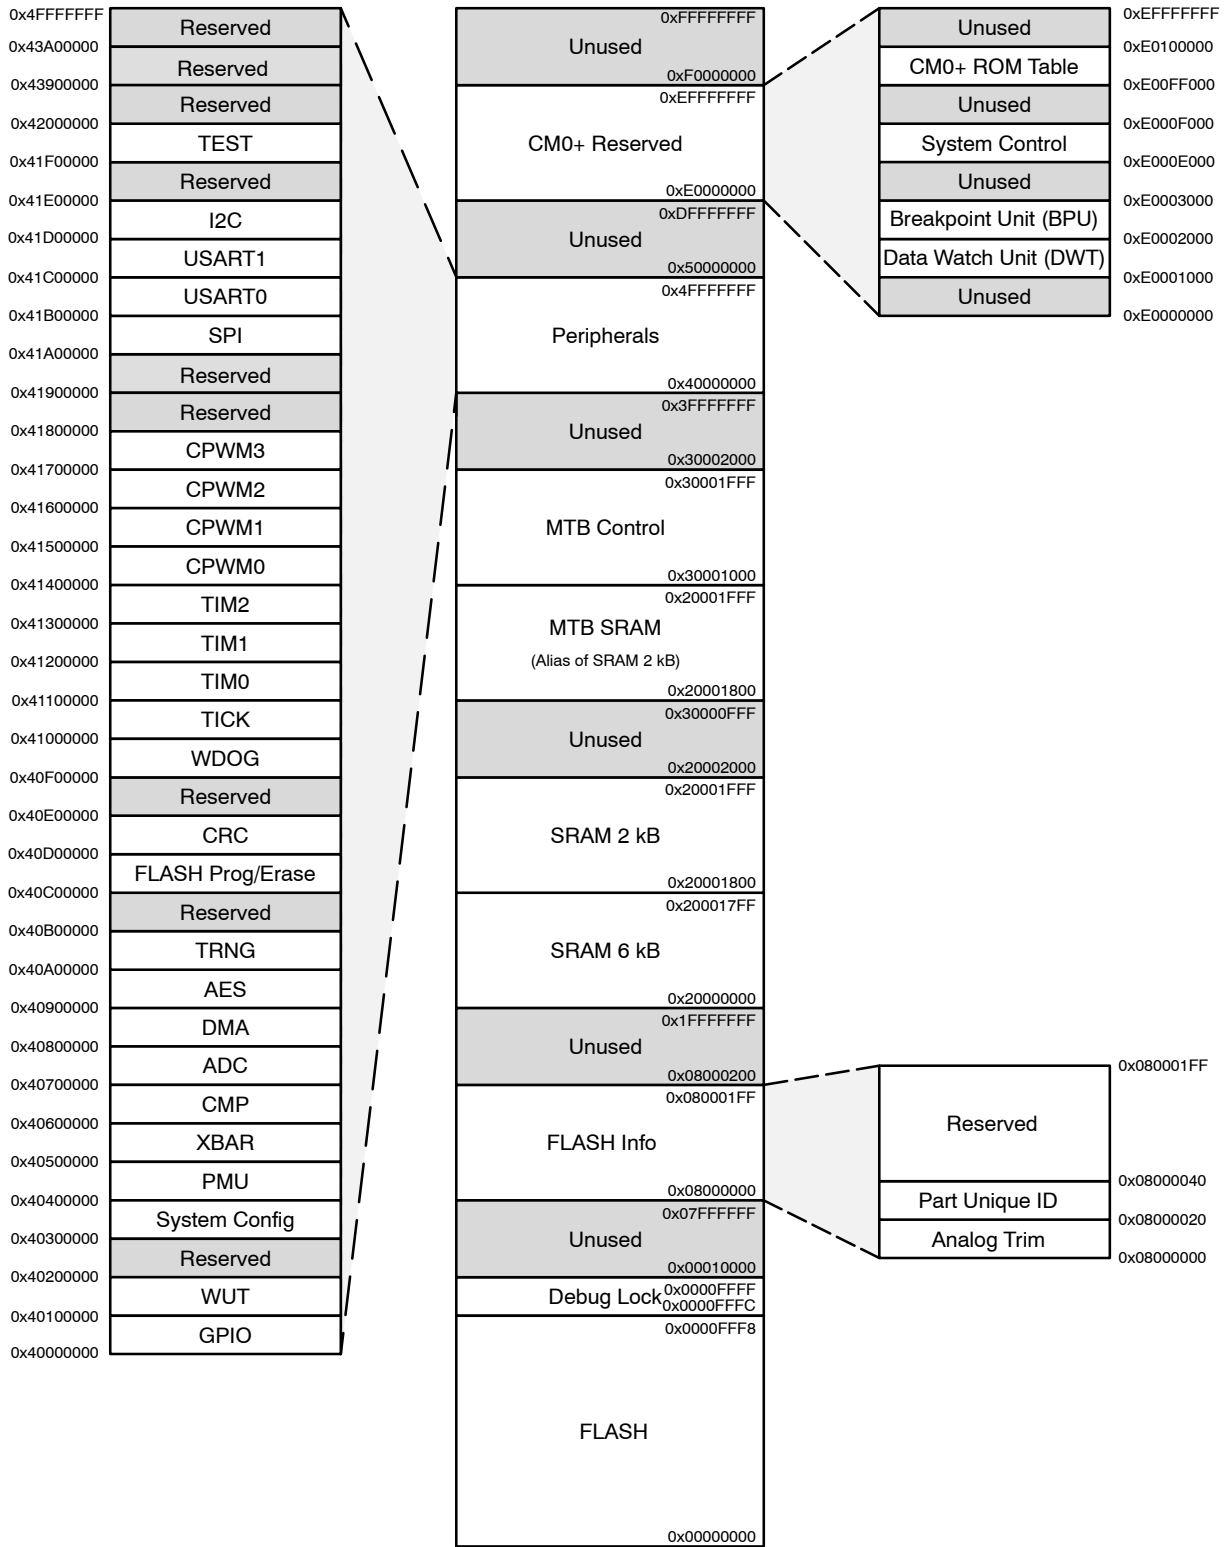 0x4FFFFFFF
Reserved
0x43A00000
Reserved
0x43900000
Reserved
0x42000000
TEST
0x41F00000
Reserved
0x41E00000
I2C
0x41D00000
USART1
0x41C00000
USART0
0x41B00000
SPI
0x41A00000
Reserved
0x41900000
Reserved
0x41800000
CPWM3
0x41700000
CPWM2
0x41600000
CPWM1
0x41500000
CPWM0
0x41400000
TIM2
0x41300000
TIM1
0x41200000
TIM0
0x41100000
TICK
0x41000000
WDOG
0x40F00000
Reserved
0x40E00000
CRC
0x40D00000
FLASH Prog/Erase
0x40C00000
Reserved
0x40B00000
TRNG
0x40A00000
AES
0x40900000
DMA
0x40800000
ADC
0x40700000
CMP
0x40600000
XBAR
0x40500000
PMU
0x40400000
System Config
0x40300000
Reserved
0x40200000
WUT
0x40100000
GPIO
0x40000000
0xFFFFFFFF
Unused
0xF0000000
0xEFFFFFFF
CM0+ Reserved
0xE0000000
0xDFFFFFFF
Unused
0x50000000
0x4FFFFFFF
Peripherals
0x40000000
0x3FFFFFFF
Unused
0x30002000
0x30001FFF
MTB Control
0x30001000
0x20001FFF
MTB SRAM
(Alias of SRAM 2 kB)
0x20001800
0x30000FFF
Unused
0x20002000
0x20001FFF
SRAM 2 kB
0x20001800
0x200017FF
SRAM 6 kB
0x20000000
0x1FFFFFFF
Unused
0x08000200
0x080001FF
FLASH Info
0x08000000
0x07FFFFFF
Unused
0x00010000
0x0000FFFF
Debug Lock
0x0000FFFC
0x0000FFF8
FLASH
0x00000000
0xEFFFFFFF
Unused
0xE0100000
CM0+ ROM Table
0xE00FF000
Unused
0xE000F000
System Control
0xE000E000
Unused
0xE0003000
Breakpoint Unit (BPU)
0xE0002000
Data Watch Unit (DWT)
0xE0001000
Unused
0xE0000000
0x080001FF
Reserved
0x08000040
Part Unique ID
0x08000020
Analog Trim
0x08000000